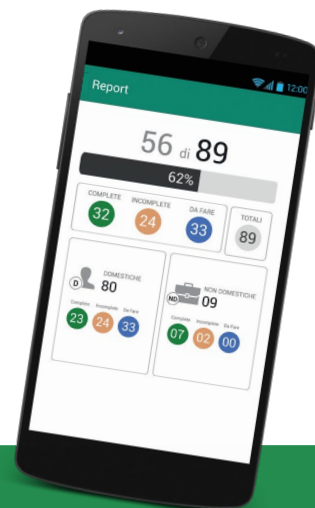 12:00
Report
56 di 89
62%
COMPLETE INCOMPLETE DA FARE TOTALI
32 24 33 89
D DOMESTICHE
80
Complete Incomplete Da Fare
23 24 33
ND NON DOMESTICHE
09
Complete Incomplete Da Fare
07 02 00